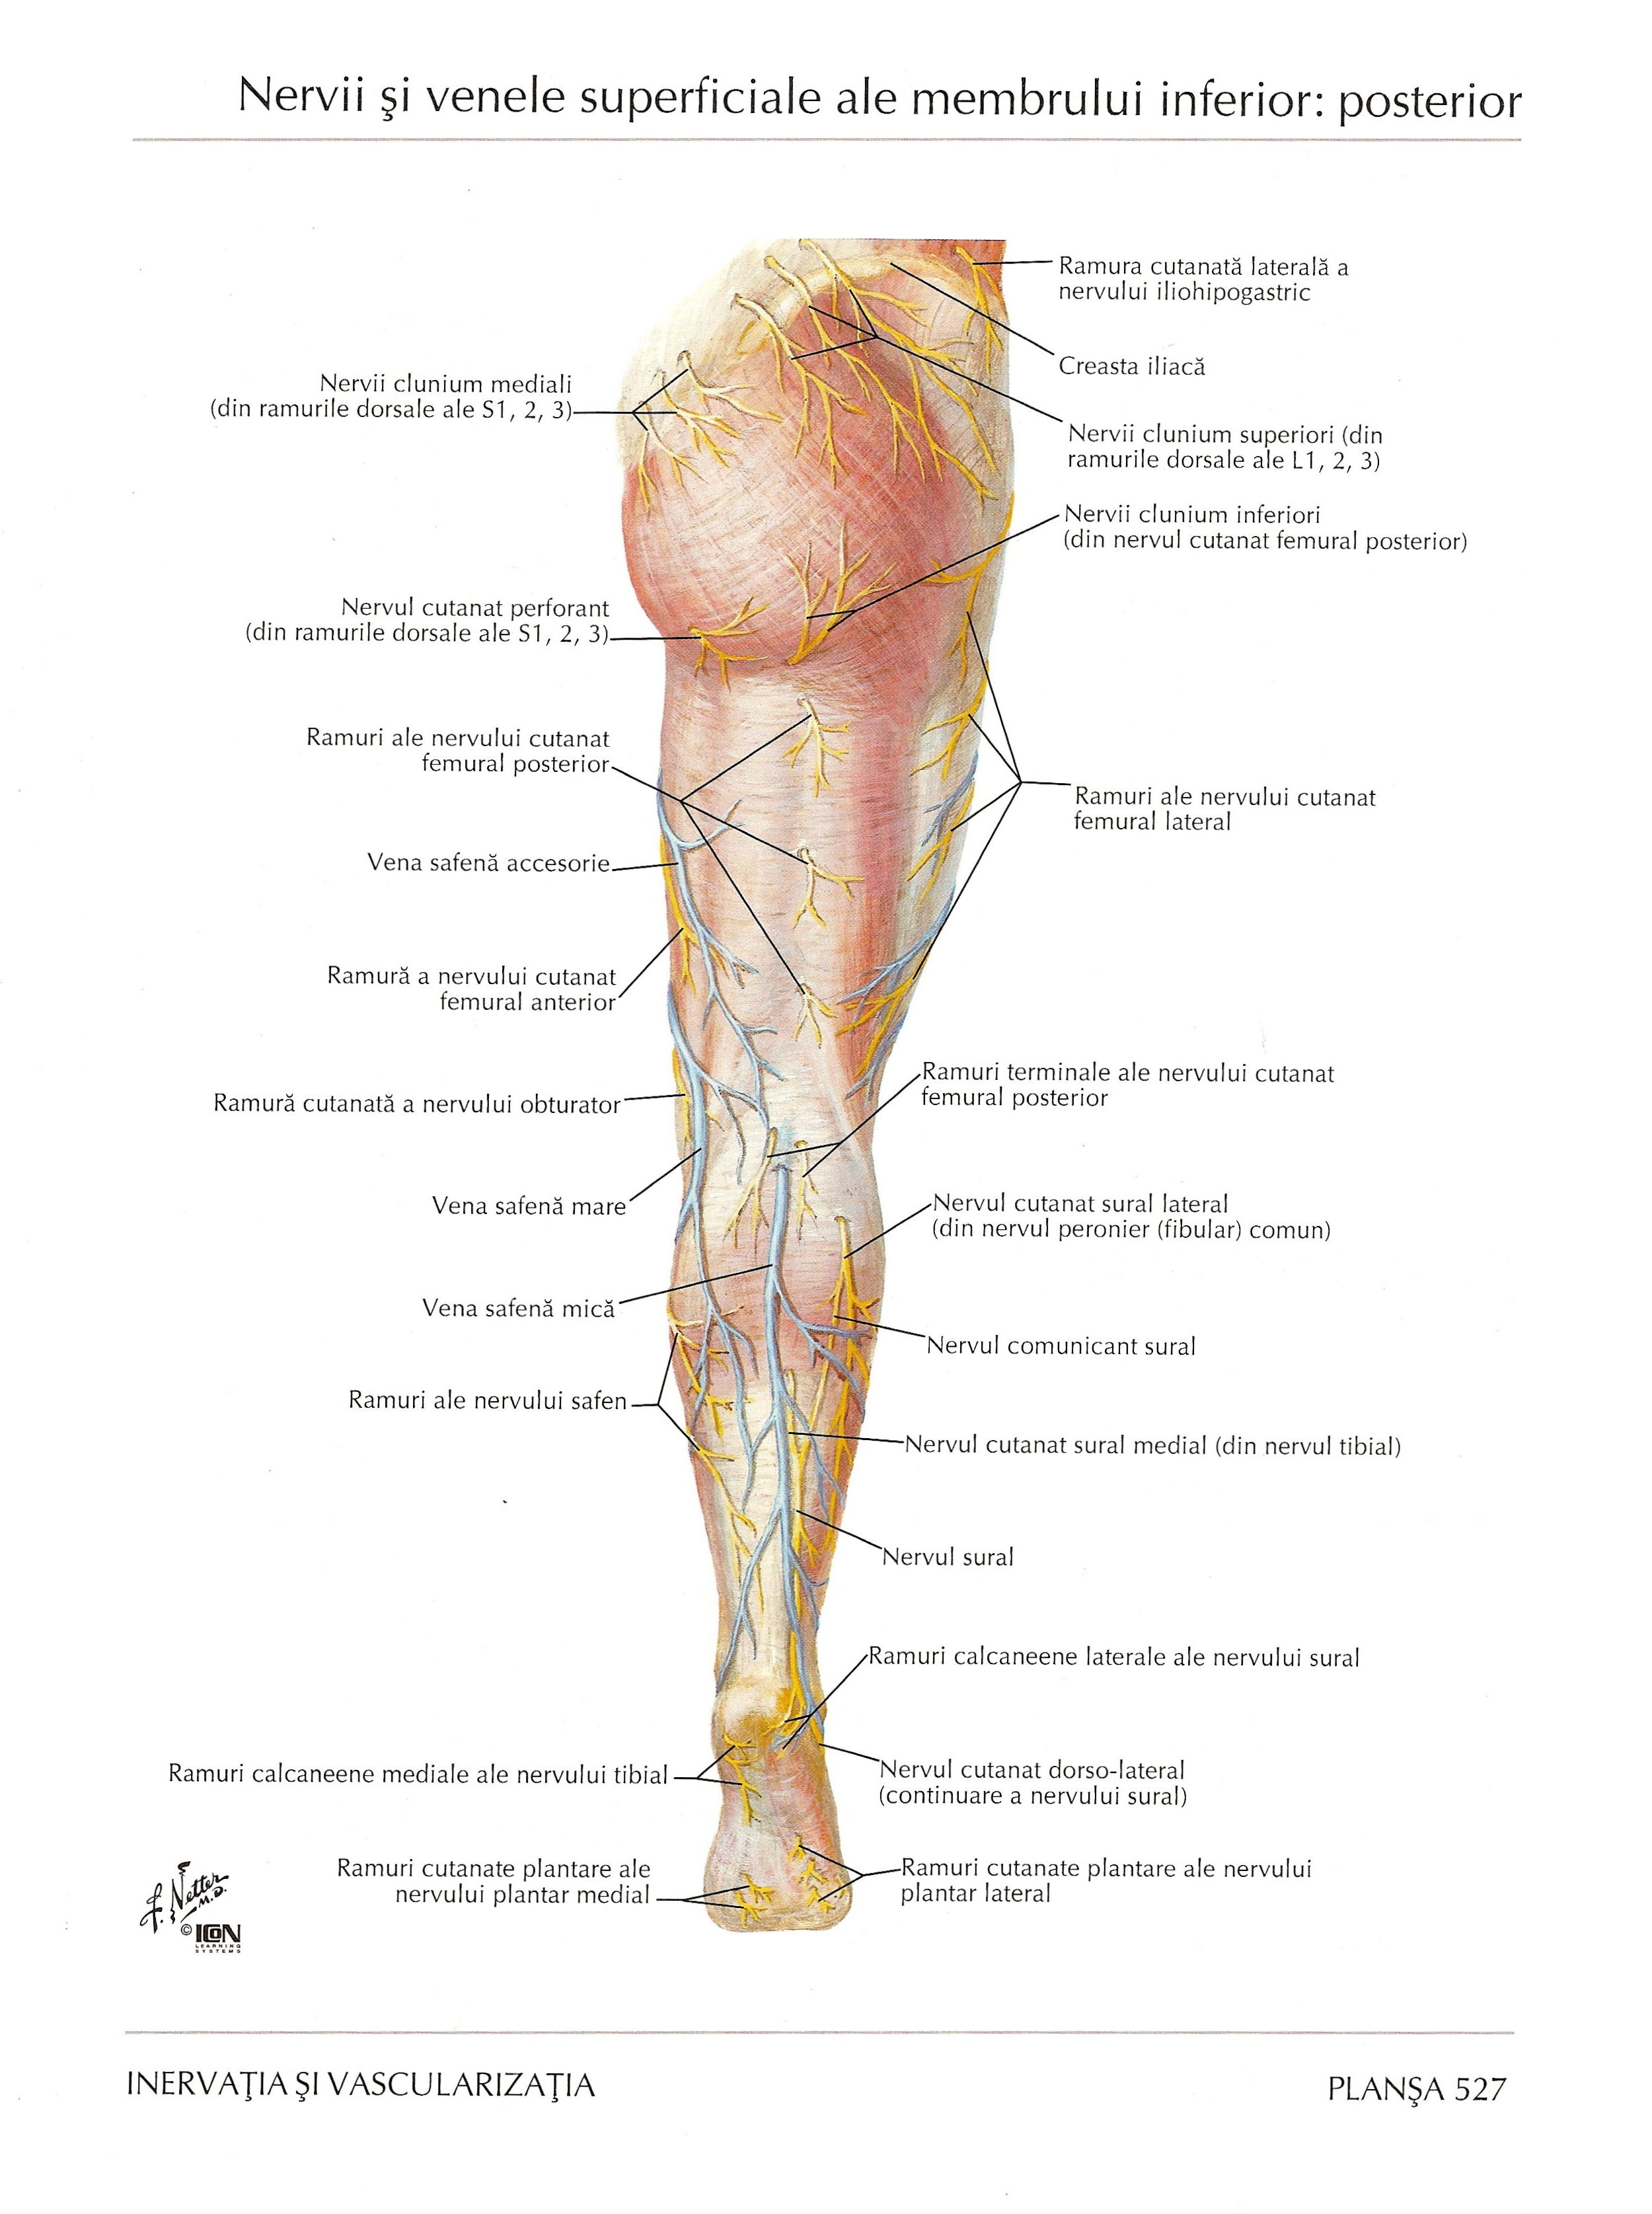 Nervii şi venele superficiale ale membrului inferior: posterior
Ramura cutanată laterală a
nervului iliohipogastric
Creasta iliacă
Nervii clunium mediali
(din ramurile dorsale ale S1, 2, 3)
Nervii clunium superiori (din
ramurile dorsale ale L1, 2, 3)
Nervii clunium inferiori
(din nervul cutanat femural posterior)
Nervul cutanat perforant
(din ramurile dorsale ale S1, 2, 3)
Ramuri ale nervului cutanat
femural posterior
Ramuri ale nervului cutanat
femural lateral
Vena safenă accesorie
Ramură a nervului cutanat
femural anterior
Ramuri terminale ale nervului cutanat
femural posterior
Ramură cutanată a nervului obturator
Vena safenă mare
Nervul cutanat sural lateral
(din nervul peronier (fibular) comun)
Vena safenă mică
Nervul comunicant sural
Ramuri ale nervului safen
Nervul cutanat sural medial (din nervul tibial)
Nervul sural
Ramuri calcaneene laterale ale nervului sural
Ramuri calcaneene mediale ale nervului tibial
Nervul cutanat dorso-lateral
(continuare a nervului sural)
Ramuri cutanate plantare ale
nervului plantar medial
Ramuri cutanate plantare ale nervului
plantar lateral
F. Netter
M.D.
© ICON
LEARNING
SYSTEMS
INERVAŢIA ŞI VASCULARIZAŢIA
PLANŞA 527